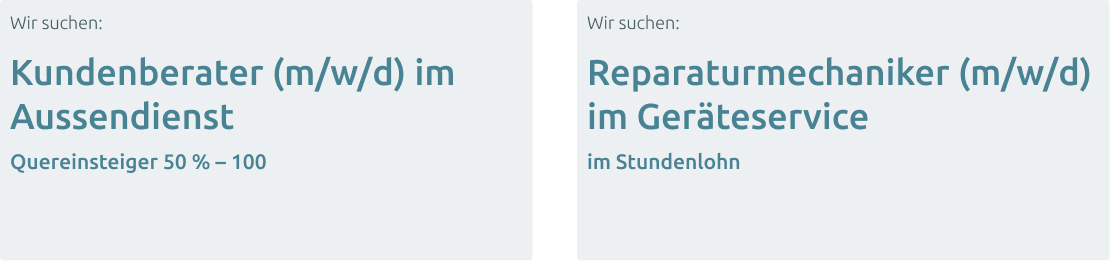 Wir suchen:
Kundenberater (m/w/d) im
Aussendienst
Quereinsteiger 50 % – 100
Wir suchen:
Reparaturmechaniker (m/w/d)
im Geräteservice
im Stundenlohn